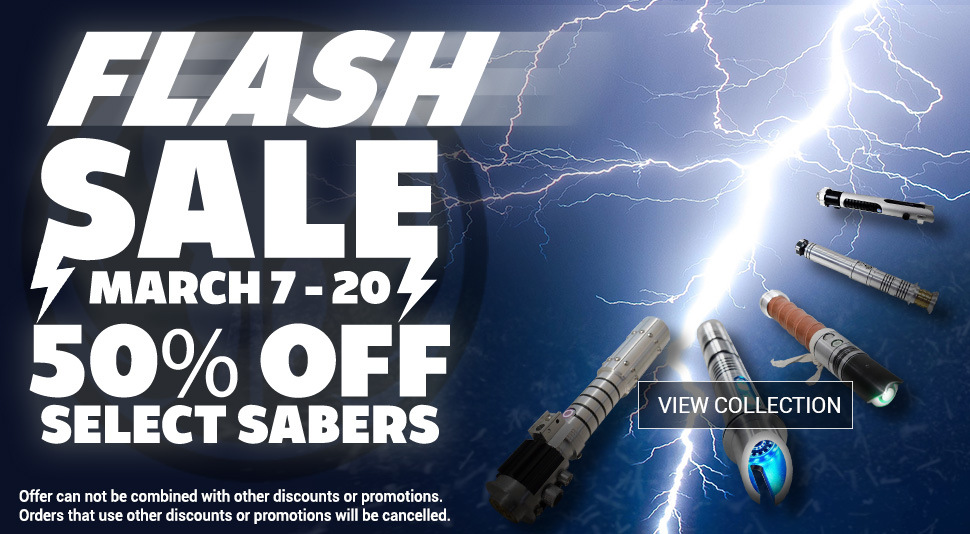 FLASH
SALE
MARCH 7 - 20
50% OFF
SELECT SABERS
VIEW COLLECTION
Offer can not be combined with other discounts or promotions.
Orders that use other discounts or promotions will be cancelled.